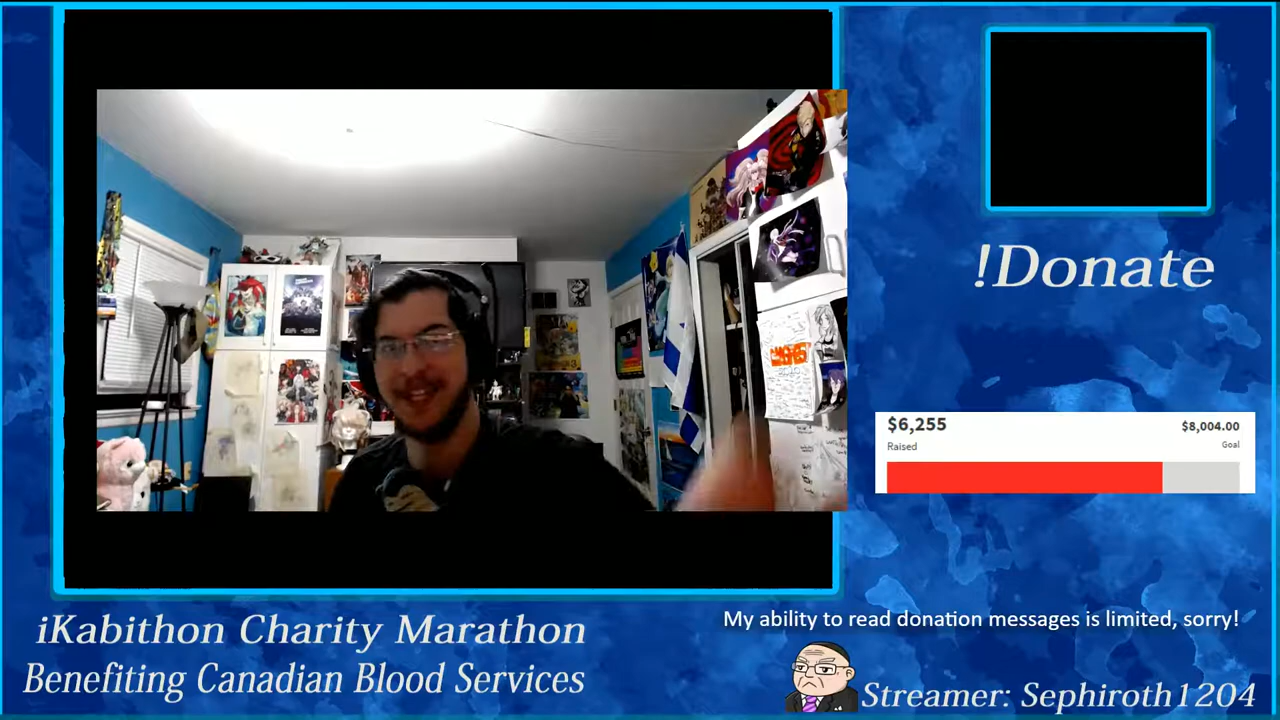 !Donate
$6,255
$8,004.00
Raised
Goal
My ability to read donation messages is limited, sorry!
iKabithon Charity Marathon
Benefiting Canadian Blood Services
Streamer: Sephiroth1204